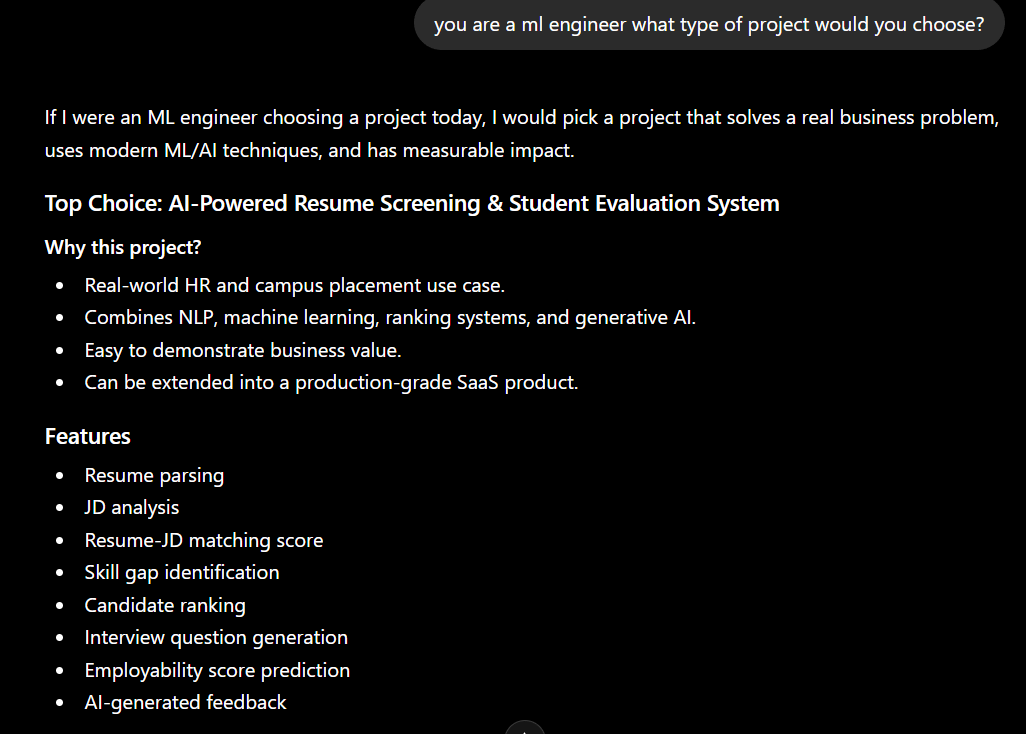 you are a ml engineer what type of project would you choose?
If I were an ML engineer choosing a project today, I would pick a project that solves a real business problem,
uses modern ML/AI techniques, and has measurable impact.
Top Choice: AI-Powered Resume Screening & Student Evaluation System
Why this project?
• Real-world HR and campus placement use case.
• Combines NLP, machine learning, ranking systems, and generative AI.
• Easy to demonstrate business value.
• Can be extended into a production-grade SaaS product.
Features
• Resume parsing
• JD analysis
• Resume-JD matching score
• Skill gap identification
• Candidate ranking
• Interview question generation
• Employability score prediction
• AI-generated feedback